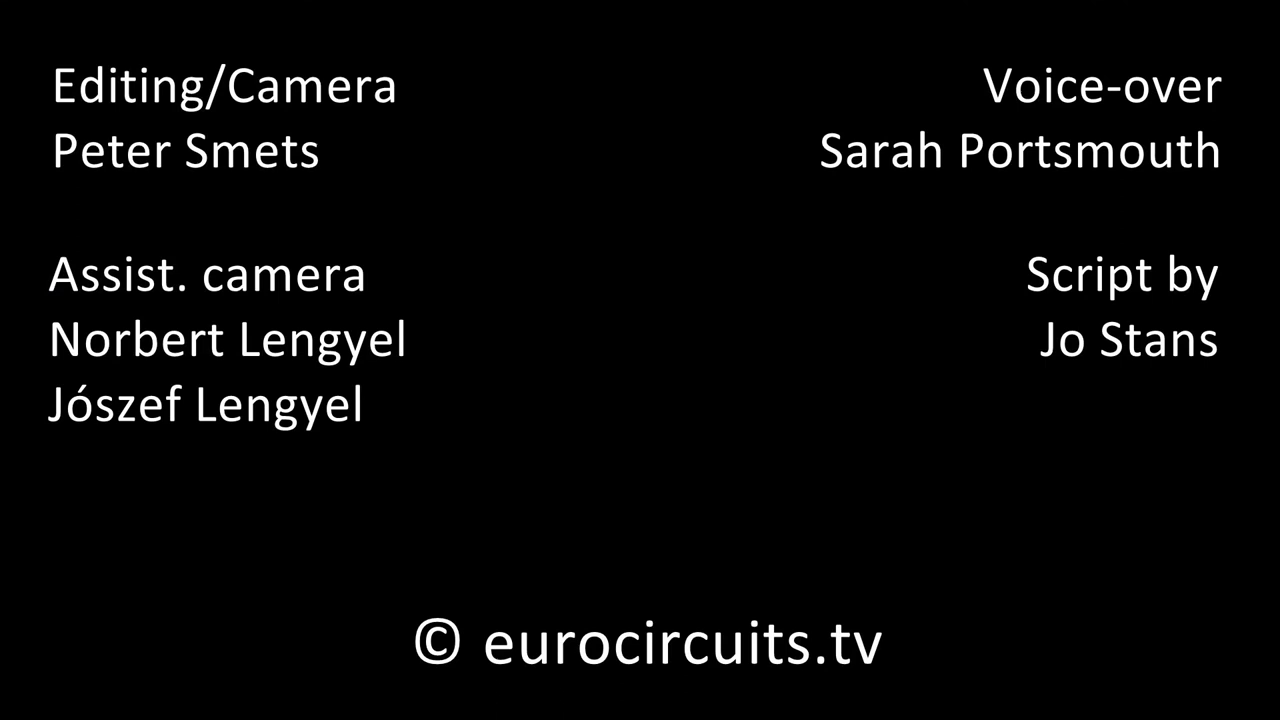 Editing/Camera
Peter Smets
Voice-over
Sarah Portsmouth
Assist. camera
Norbert Lengyel
Jószef Lengyel
Script by
Jo Stans
© eurocircuits.tv